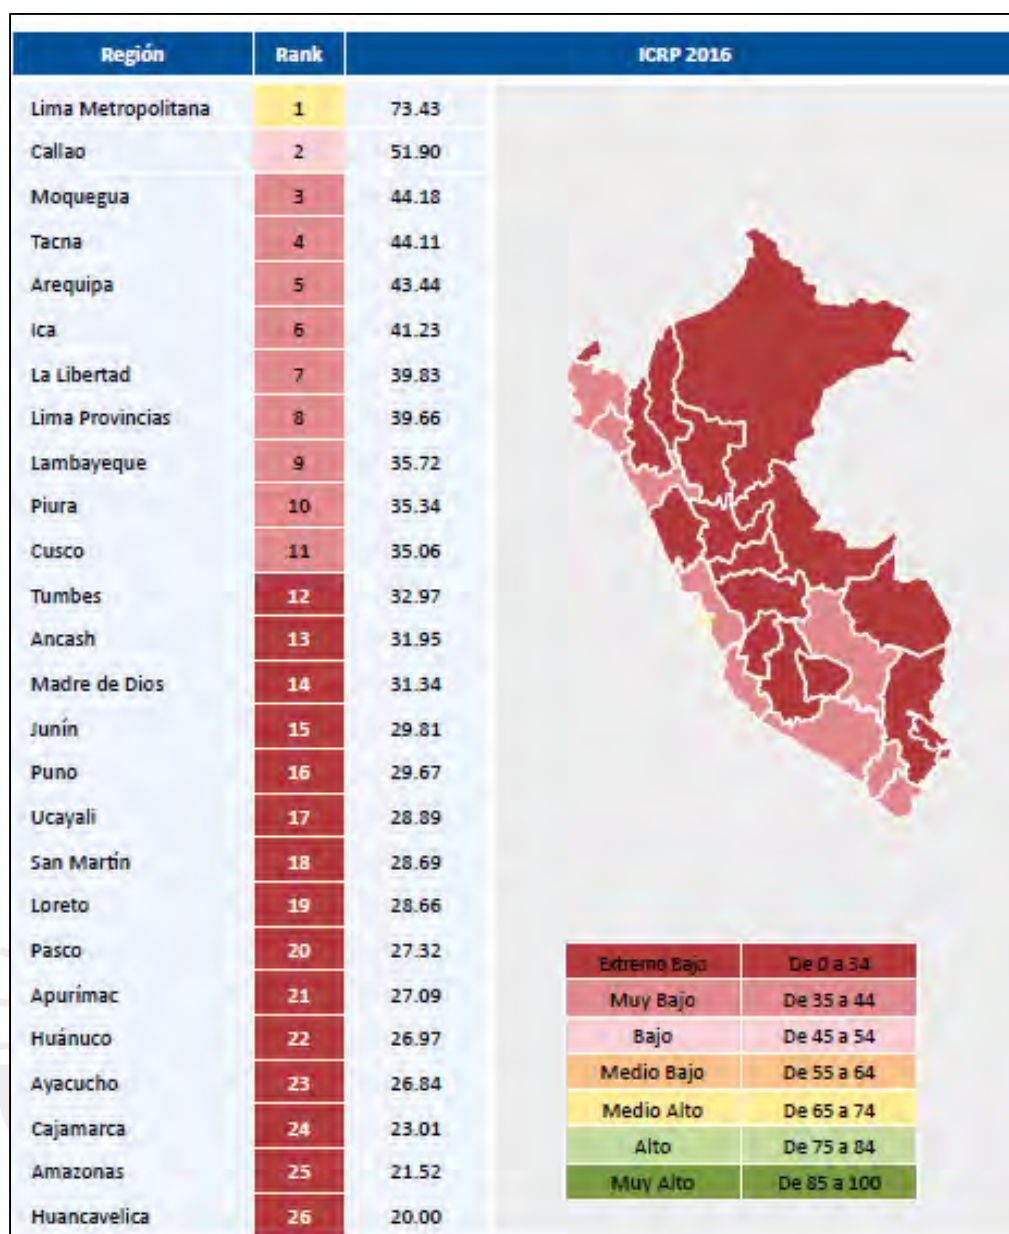 Región Rank ICRP 2016
Lima Metropolitana 1 73.43
Callao 2 51.90
Moquegua 3 44.18
Tacna 4 44.11
Arequipa 5 43.44
Ica 6 41.23
La Libertad 7 39.83
Lima Provincias 8 39.66
Lambayeque 9 35.72
Piura 10 35.34
Cusco 11 35.06
Tumbes 12 32.97
Ancash 13 31.95
Madre de Dios 14 31.34
Junín 15 29.81
Puno 16 29.67
Ucayali 17 28.89
San Martín 18 28.69
Loreto 19 28.66
Pasco 20 27.32
Apurímac 21 27.09
Huánuco 22 26.97
Ayacucho 23 26.84
Cajamarca 24 23.01
Amazonas 25 21.52
Huancavelica 26 20.00
Extremo Bajo De 0 a 34
Muy Bajo De 35 a 44
Bajo De 45 a 54
Medio Bajo De 55 a 64
Medio Alto De 65 a 74
Alto De 75 a 84
Muy Alto De 85 a 100